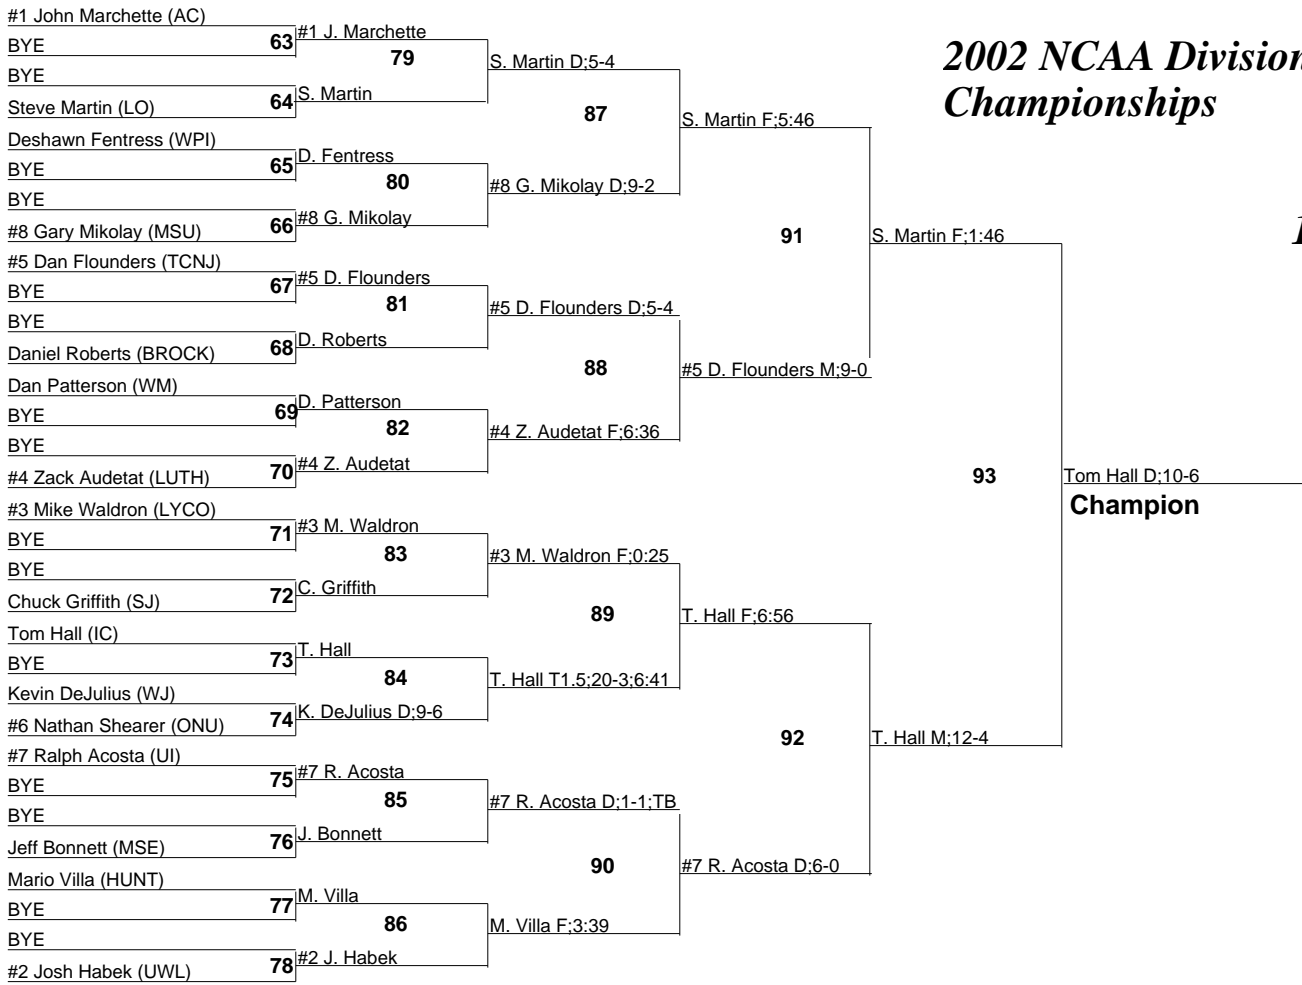 #1 John Marchette (AC)
BYE
BYE
Steve Martin (LO)
Deshawn Fentress (WPI)
BYE
BYE
#8 Gary Mikolay (MSU)
#5 Dan Flounders (TCNJ)
BYE
BYE
Daniel Roberts (BROCK)
Dan Patterson (WM)
BYE
BYE
#4 Zack Audetat (LUTH)
#3 Mike Waldron (LYCO)
BYE
BYE
Chuck Griffith (SJ)
Tom Hall (IC)
BYE
Kevin DeJulius (WJ)
#6 Nathan Shearer (ONU)
#7 Ralph Acosta (UI)
BYE
BYE
Jeff Bonnett (MSE)
Mario Villa (HUNT)
BYE
BYE
#2 Josh Habek (UWL)
63
64
65
66
67
68
69
70
71
72
73
74
75
76
77
78
#1 J. Marchette
S. Martin
D. Fentress
#8 G. Mikolay
#5 D. Flounders
D. Roberts
D. Patterson
#4 Z. Audetat
#3 M. Waldron
C. Griffith
T. Hall
K. DeJulius D;9-6
#7 R. Acosta
J. Bonnett
M. Villa
#2 J. Habek
79
80
81
82
83
84
85
86
S. Martin D;5-4
#8 G. Mikolay D;9-2
#5 D. Flounders D;5-4
#4 Z. Audetat F;6:36
#3 M. Waldron F;0:25
T. Hall T1.5;20-3;6:41
#7 R. Acosta D;1-1;TB
M. Villa F;3:39
87
88
89
90
S. Martin F;5:46
#5 D. Flounders M;9-0
T. Hall F;6:56
#7 R. Acosta D;6-0
91
92
S. Martin F;1:46
T. Hall M;12-4
93
Tom Hall D;10-6
Champion
2002 NCAA Division
Championships